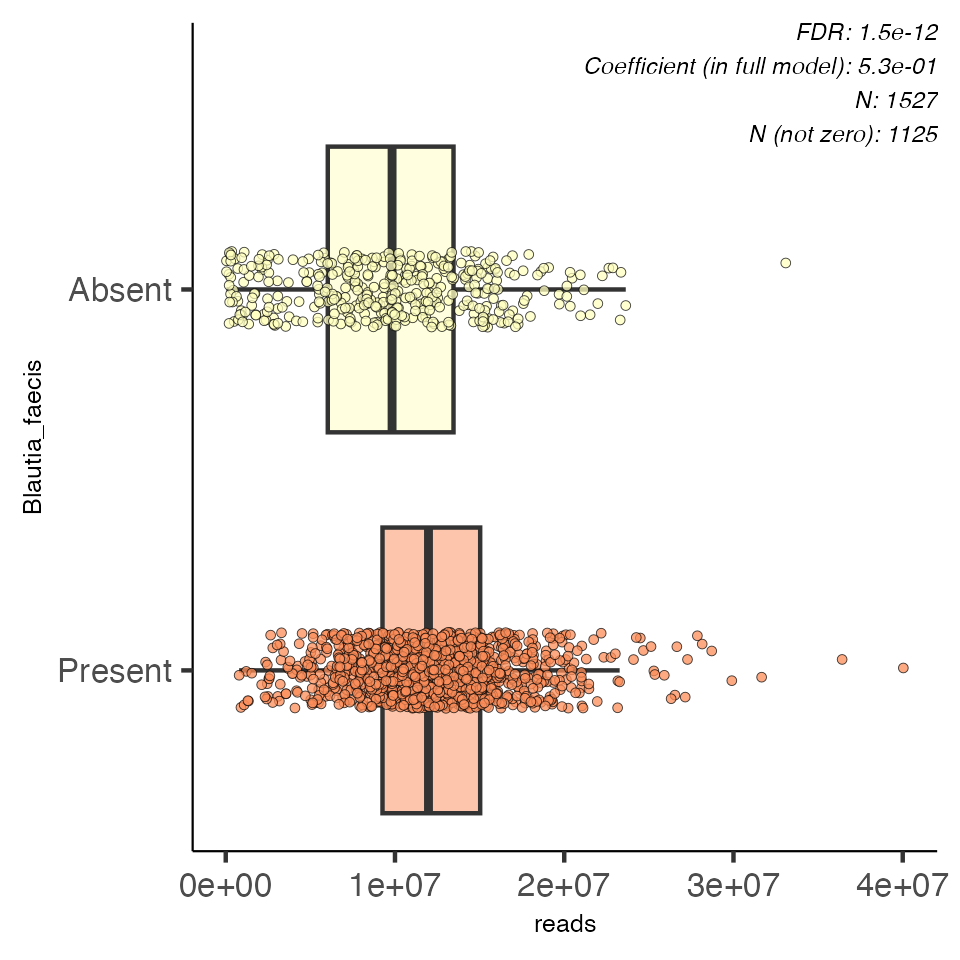 FDR: 1.5e-12
Coefficient (in full model): 5.3e-01
N: 1527
N (not zero): 1125
Absent
Blautia_faecis
Present
0e+00 1e+07 2e+07 3e+07 4e+07
reads